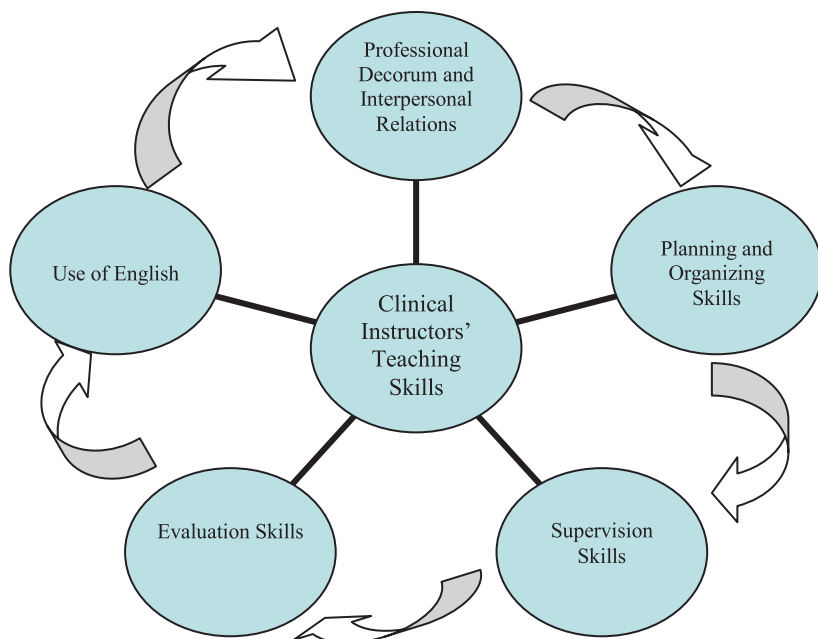 Professional
Decorum and
Interpersonal
Relations
Planning and
Organizing
Skills
Use of English
Clinical
Instructors’
Teaching
Skills
Evaluation Skills
Supervision
Skills